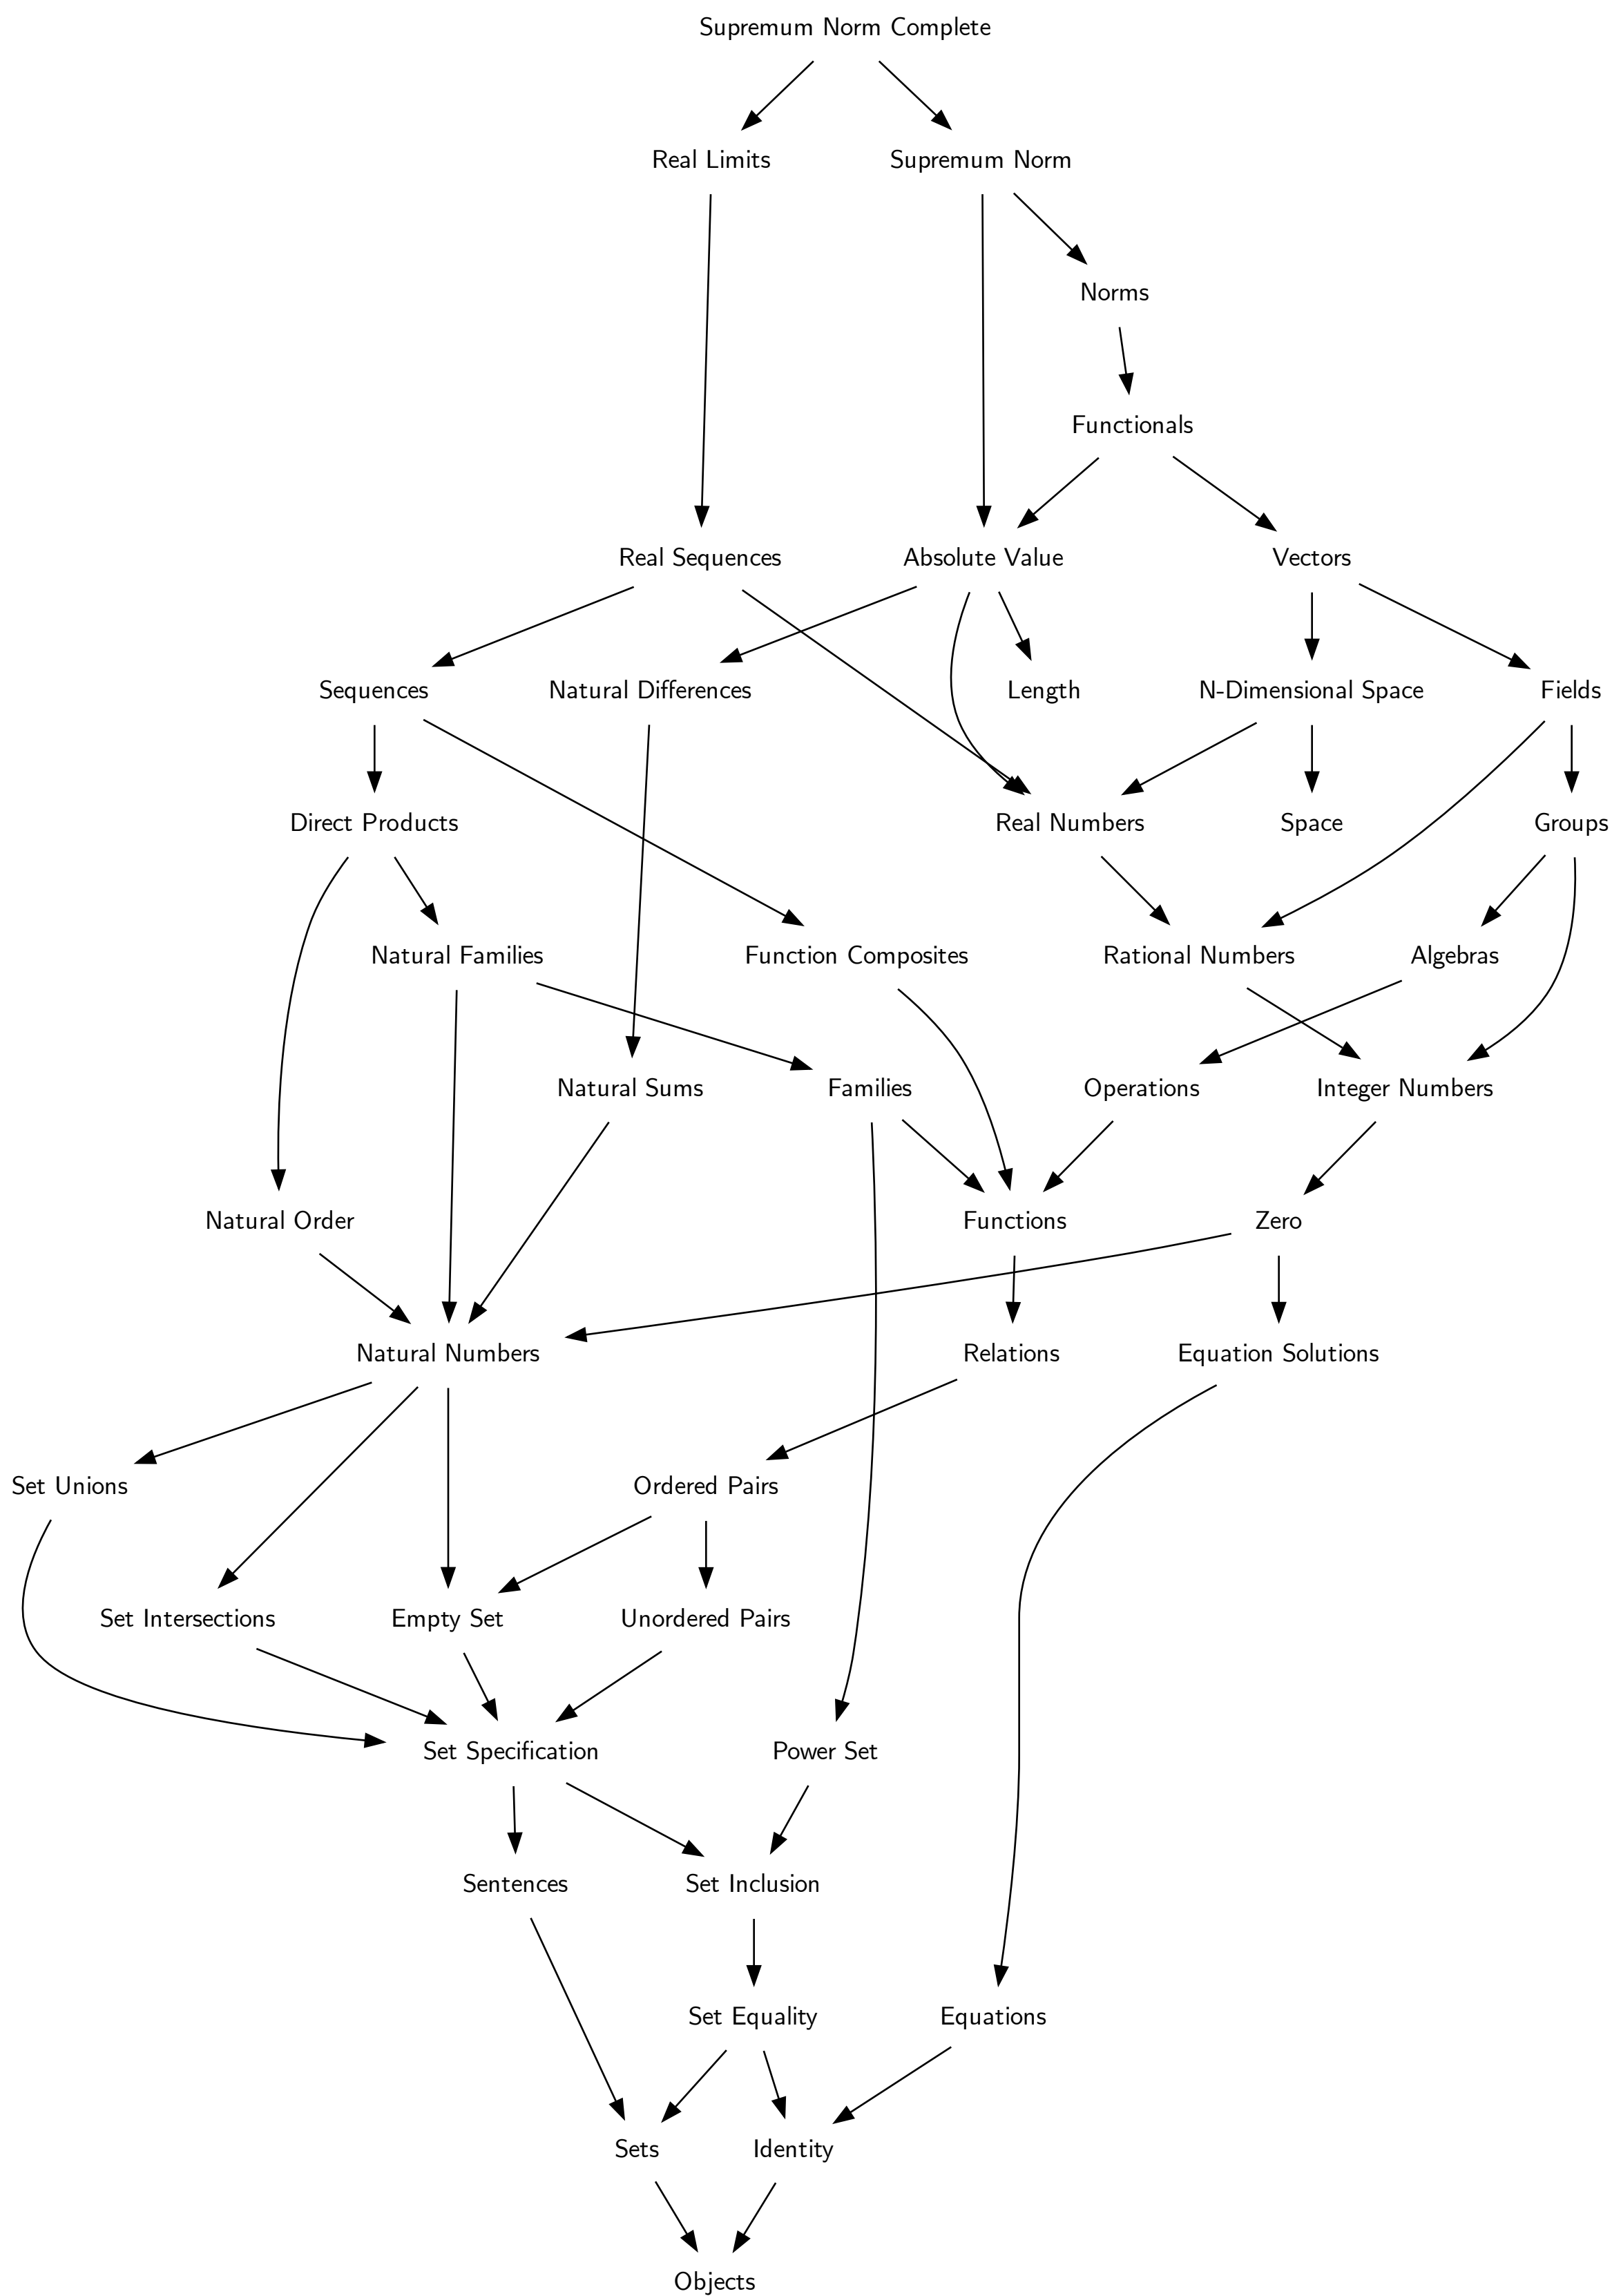 Supremum Norm Complete
Real Limits
Supremum Norm
Norms
Functionals
Real Sequences
Absolute Value
Vectors
Sequences
Natural Differences
Length
N-Dimensional Space
Fields
Direct Products
Real Numbers
Space
Groups
Natural Families
Function Composites
Rational Numbers
Algebras
Natural Sums
Families
Operations
Integer Numbers
Natural Order
Functions
Zero
Natural Numbers
Relations
Equation Solutions
Set Unions
Ordered Pairs
Set Intersections
Empty Set
Unordered Pairs
Set Specification
Power Set
Sentences
Set Inclusion
Set Equality
Equations
Sets
Identity
Objects